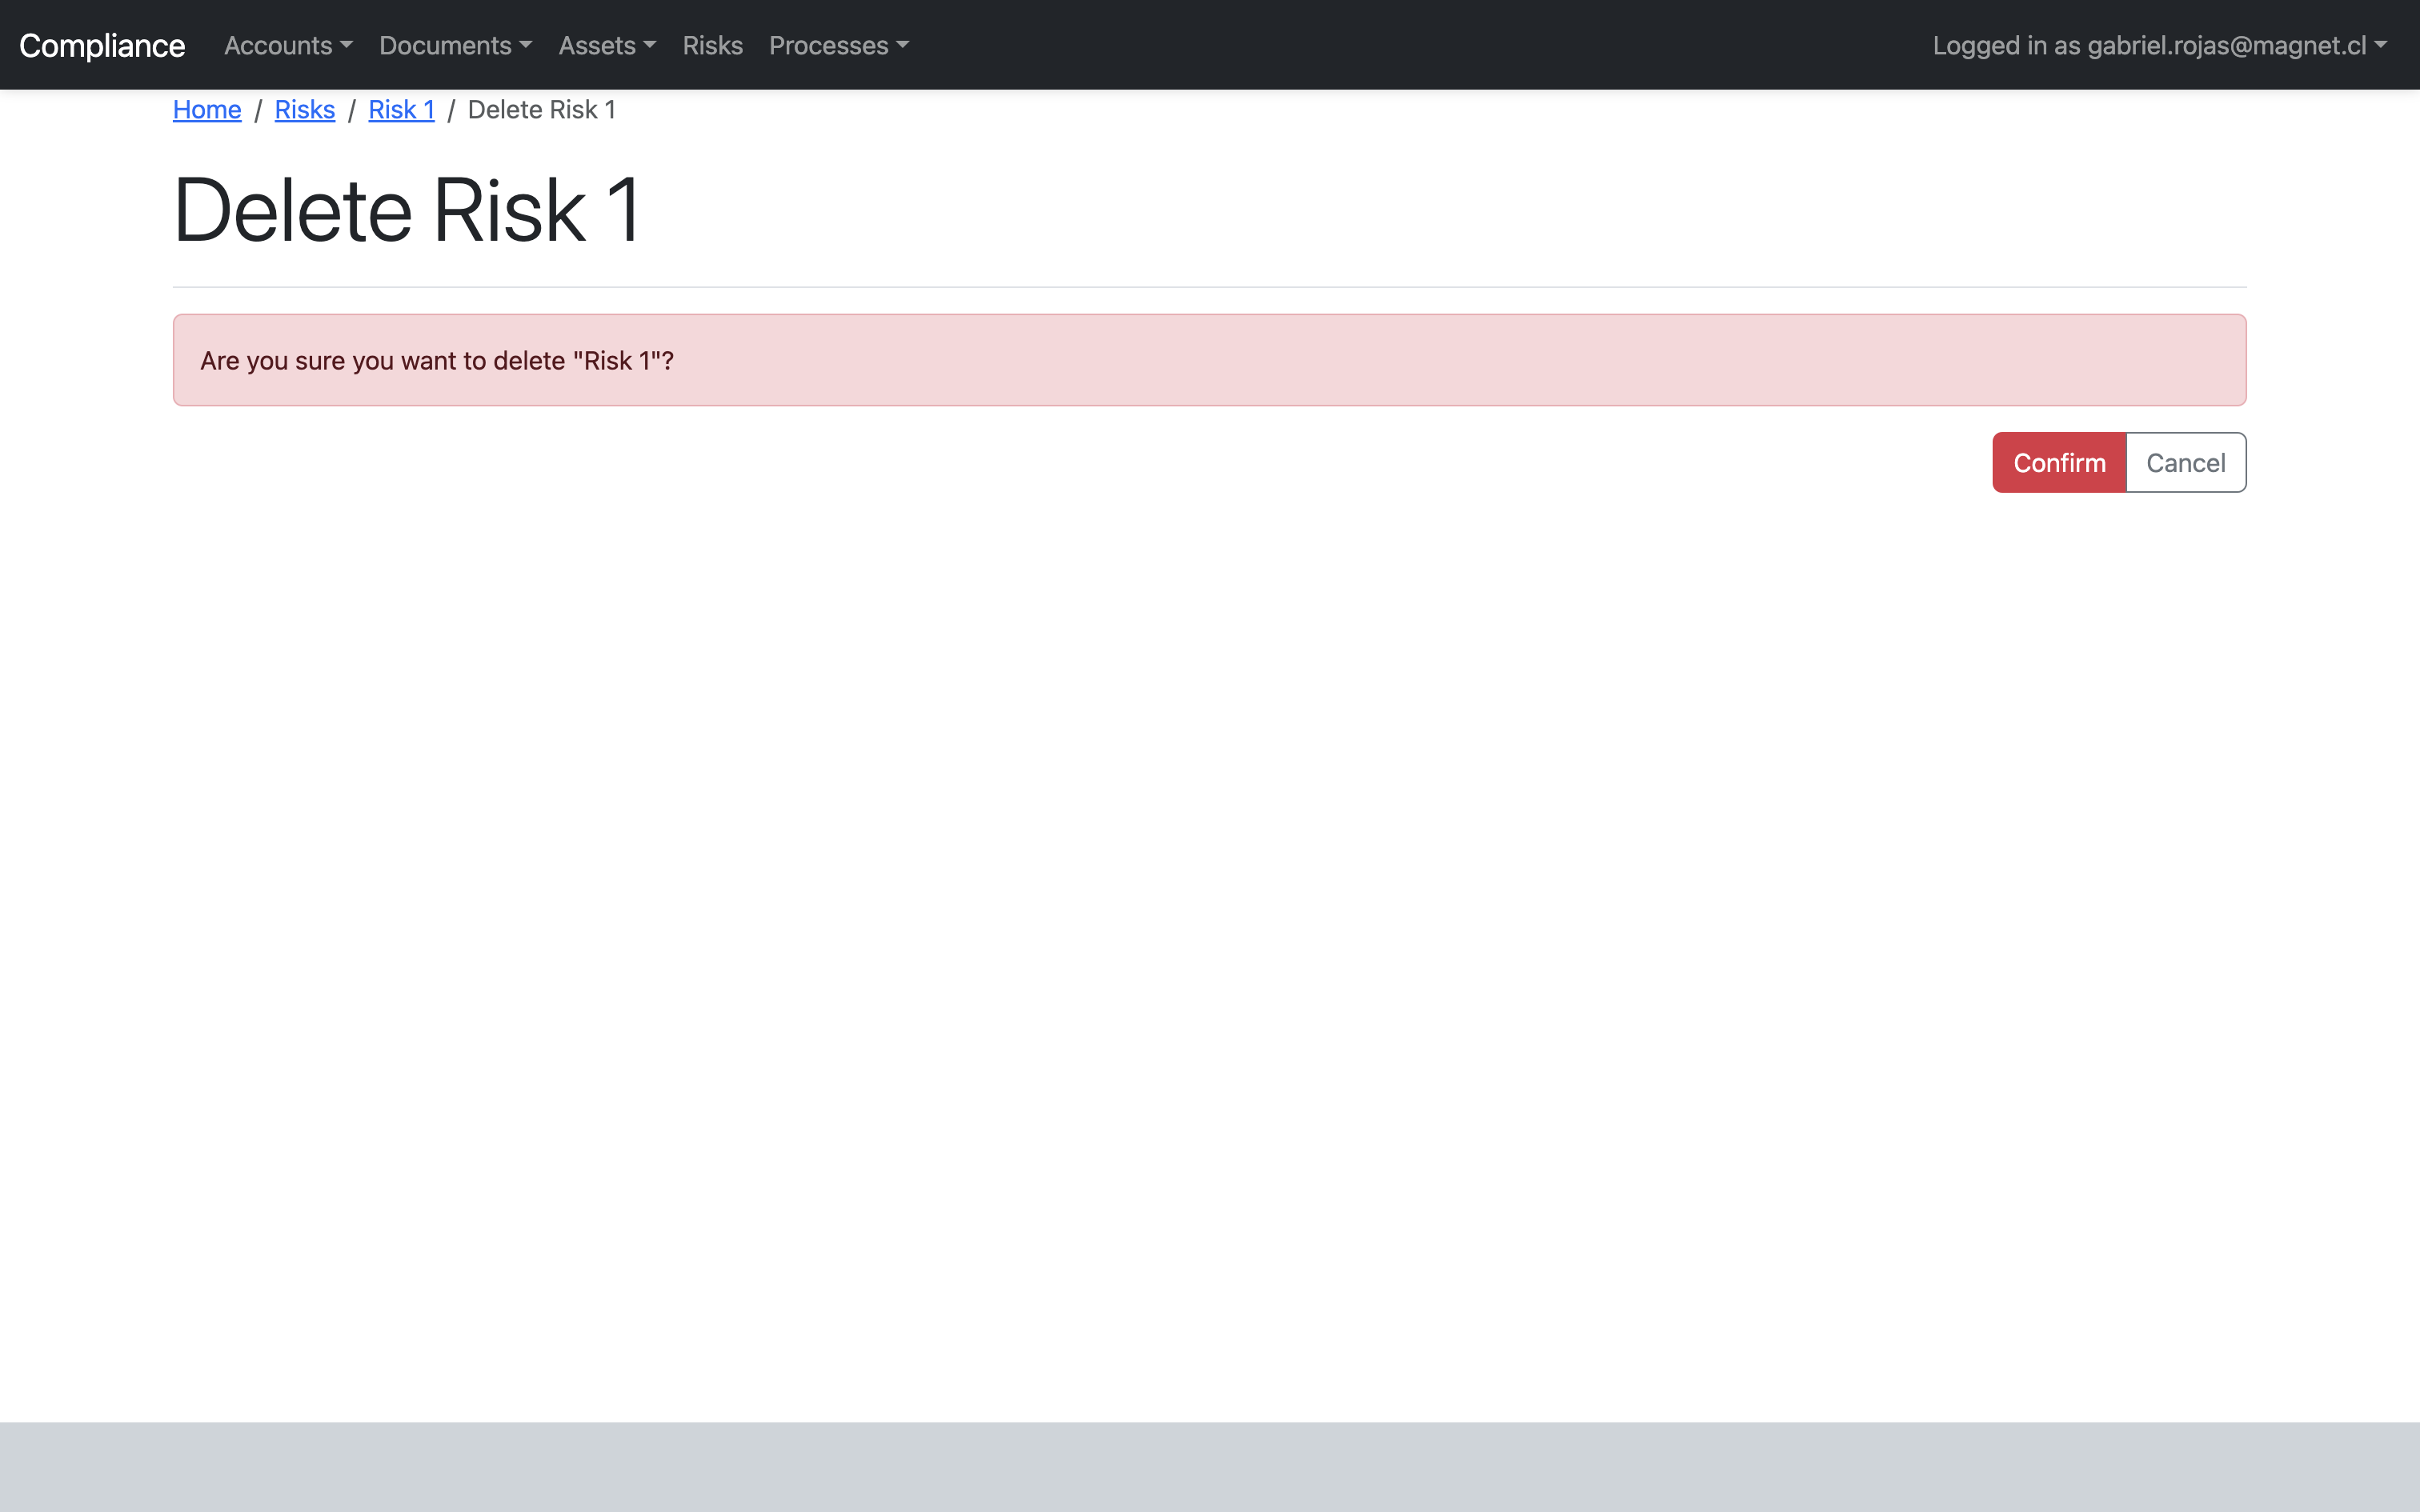 Compliance Accounts Documents Assets Risks Processes Logged in as gabriel.rojas@magnet.cl
Home / Risks / Risk 1 / Delete Risk 1
Delete Risk 1
Are you sure you want to delete "Risk 1"?
Confirm Cancel